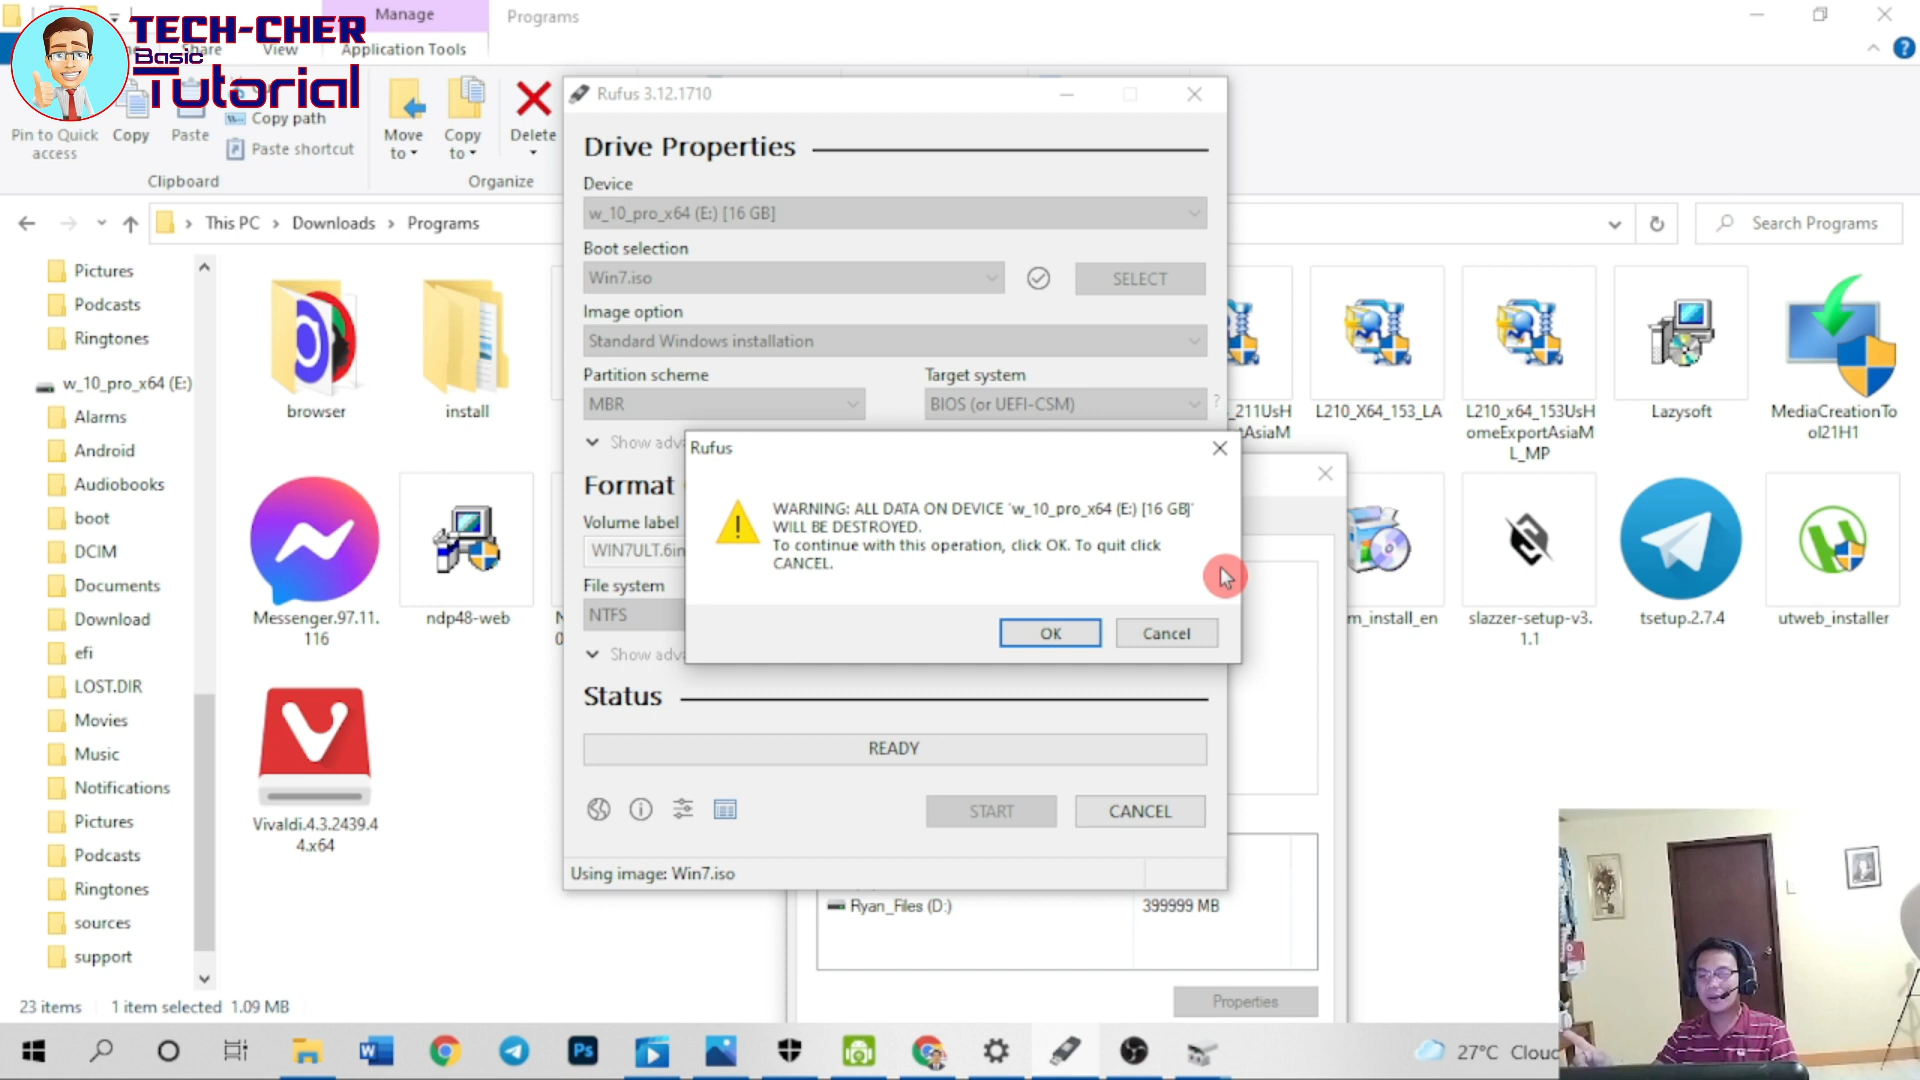 TECH-CHER
Basic
Tutorial
Manage
Programs
Share
View
Application Tools
Pin to Quick access
Copy
Paste
Copy path
Paste shortcut
Clipboard
Move to
Copy to
Delete
Organize
This PC
Downloads
Programs
Search Programs
Pictures
Podcasts
Ringtones
w_10_pro_x64 (E:)
Alarms
Android
Audiobooks
boot
DCIM
Documents
Download
efi
LOST.DIR
Movies
Music
Notifications
Pictures
Podcasts
Ringtones
sources
support
browser
install
Messenger.97.11.
116
ndp48-web
Vivaldi.4.3.2439.4
4.x64
Rufus 3.12.1710
Drive Properties
Device
w_10_pro_x64 (E:) [16 GB]
Boot selection
Win7.iso
SELECT
Image option
Standard Windows installation
Partition scheme
Target system
MBR
BIOS (or UEFI-CSM)
?
Show adv
Format
Volume label
WIN7ULT.6in
File system
NTFS
Show adv
Rufus
WARNING: ALL DATA ON DEVICE 'w_10_pro_x64 (E:) [16 GB]'
WILL BE DESTROYED.
To continue with this operation, click OK. To quit click
CANCEL.
OK
Cancel
Status
READY
START
CANCEL
Using image: Win7.iso
Ryan_Files (D:)
399999 MB
Properties
_211UsH
AsiaM
L210_X64_153_LA
L210_x64_153UsH
omeExportAsiaM
L_MP
Lazysoft
MediaCreationTo
ol21H1
m_install_en
slazzer-setup-v3.
1.1
tsetup.2.7.4
utweb_installer
23 items
1 item selected 1.09 MB
27°C Cloud